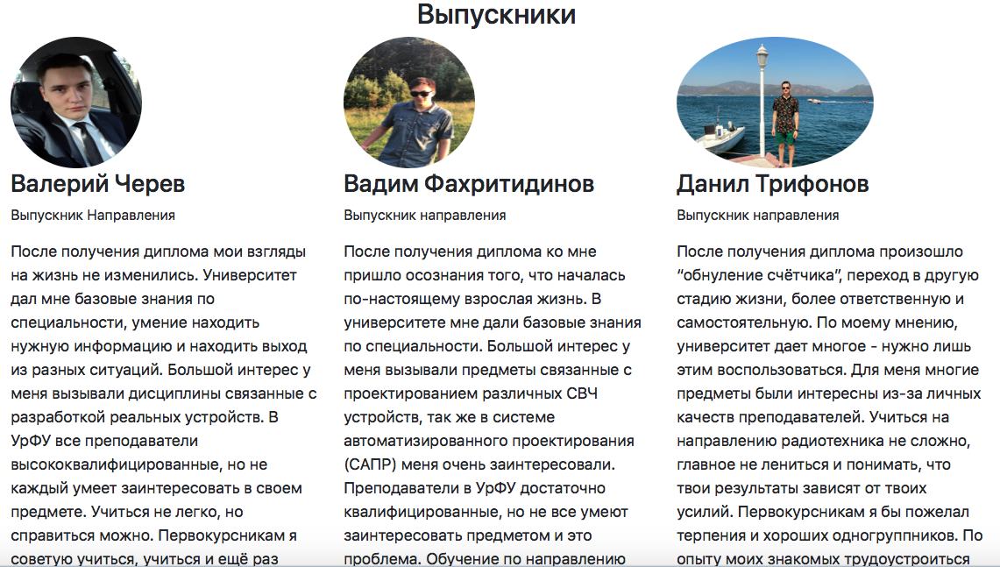 Выпускники
Валерий Черев
Выпускник Направления
После получения диплома мои взгляды
на жизнь не изменились. Университет
дал мне базовые знания по
специальности, умение находить
нужную информацию и находить выход
из разных ситуаций. Большой интерес у
меня вызывали дисциплины связанные с
разработкой реальных устройств. В
УрФУ все преподаватели
высококвалифицированные, но не
каждый умеет заинтересовать в своем
предмете. Учиться не легко, но
справиться можно. Первокурсникам я
советую учиться, учиться и ещё раз
Вадим Фахритидинов
Выпускник направления
После получения диплома ко мне
пришло осознания того, что началась
по-настоящему взрослая жизнь. В
университете мне дали базовые знания
по специальности. Большой интерес у
меня вызывали предметы связанные с
проектированием различных СВЧ
устройств, так же в системе
автоматизированного проектирования
(САПР) меня очень заинтересовали.
Преподаватели в УрФУ достаточно
квалифицированные, но не все умеют
заинтересовать предметом и это
проблема. Обучение по направлению
Данил Трифонов
Выпускник направления
После получения диплома произошло
“обнуление счётчика”, переход в другую
стадию жизни, более ответственную и
самостоятельную. По моему мнению,
университет дает многое - нужно лишь
этим воспользоваться. Для меня многие
предметы были интересны из-за личных
качеств преподавателей. Учиться на
направлению радиотехника не сложно,
главное не лениться и понимать, что
твои результаты зависят от твоих
усилий. Первокурсникам я бы пожелал
терпения и хороших одногруппников. По
опыту моих знакомых трудоустроиться